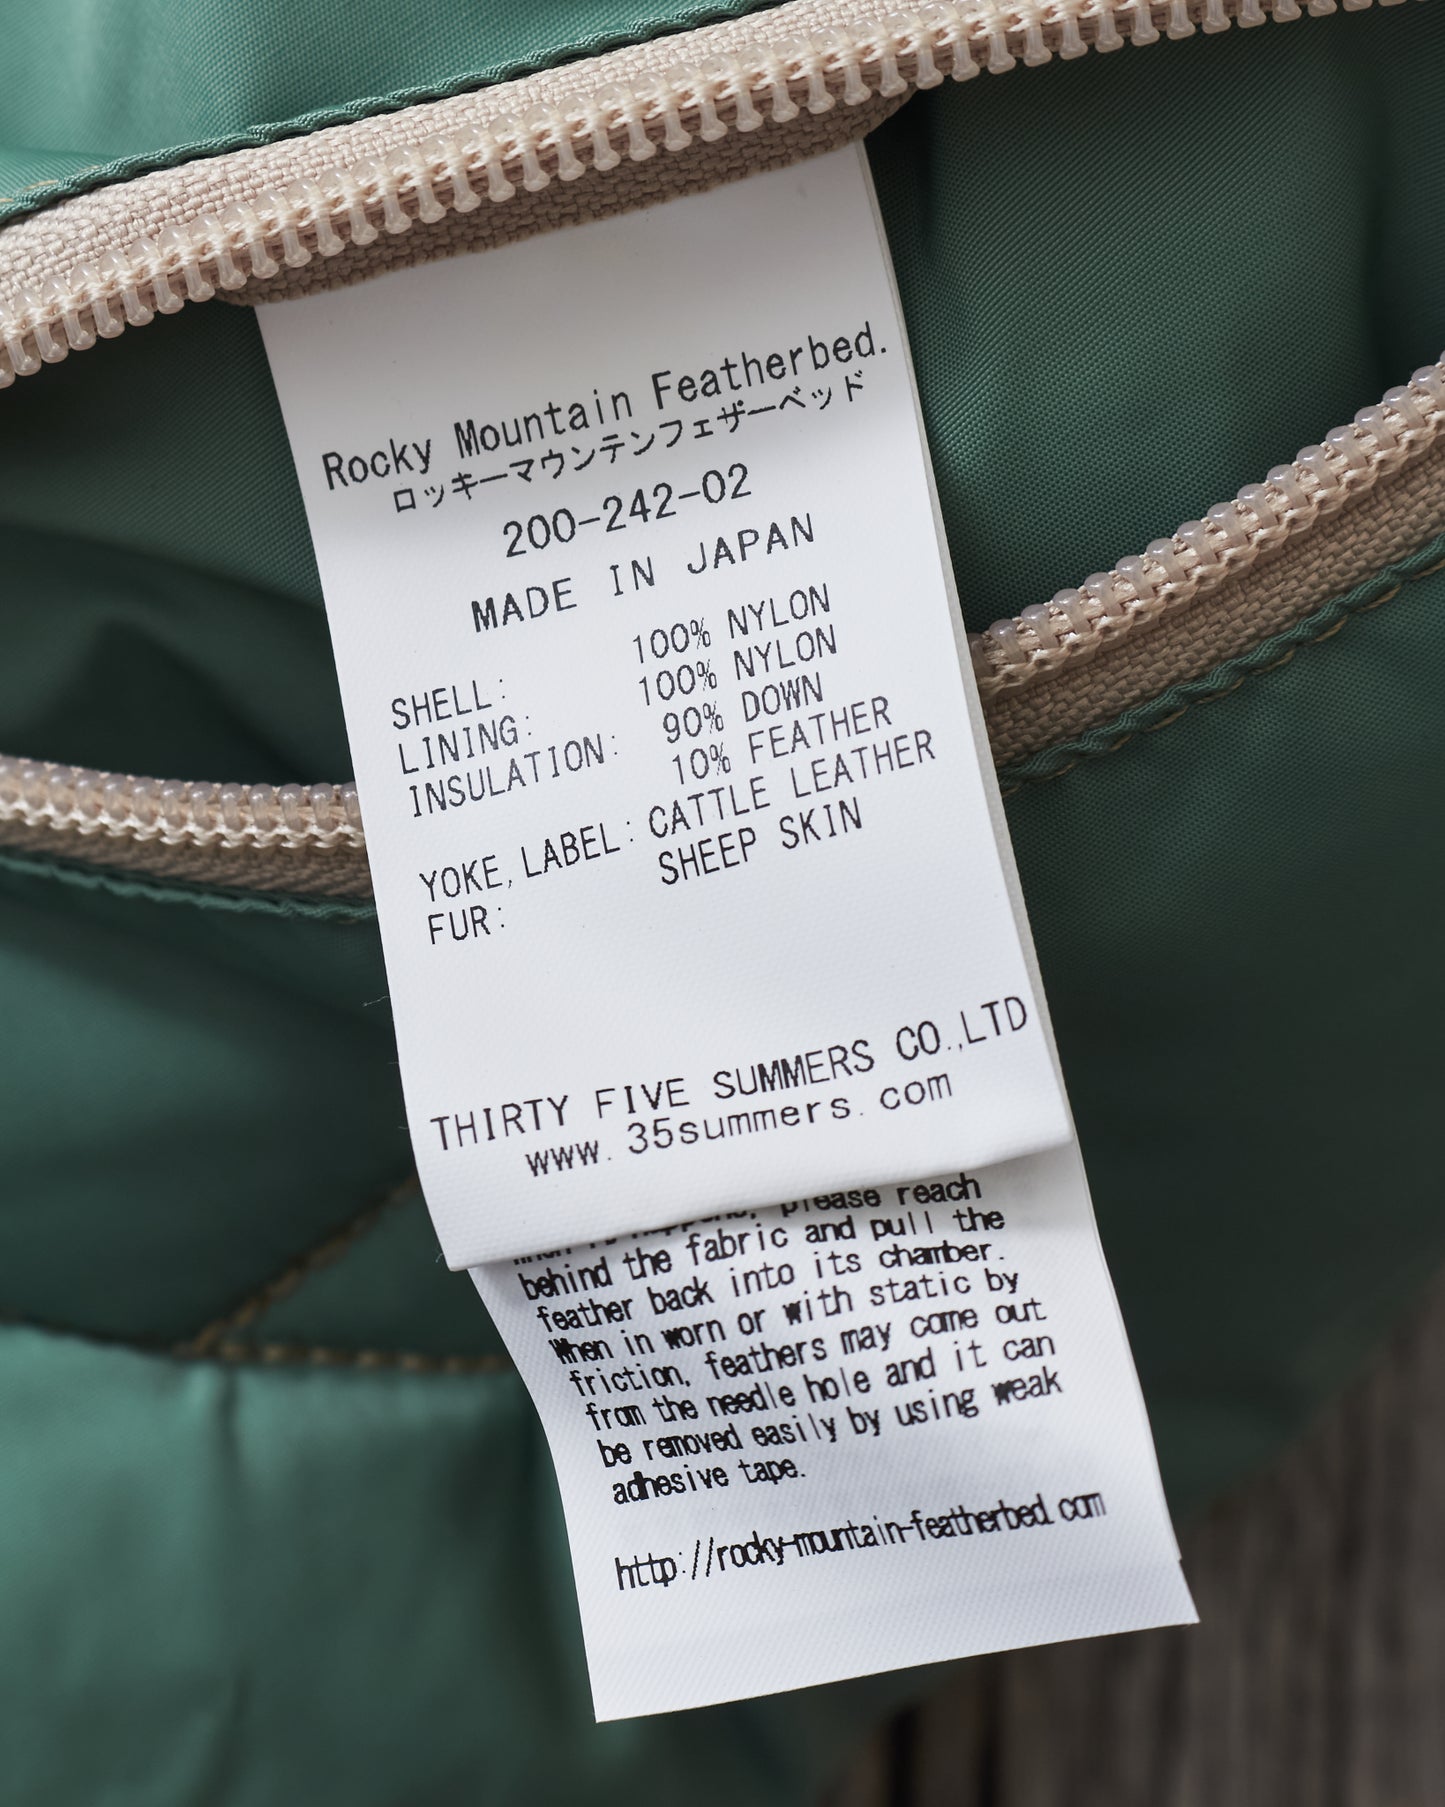 Rocky Mountain Featherbed.
ロッキーマウンテンフェザーベッド
200-242-02
MADE IN JAPAN
SHELL: 100% NYLON
LINING: 100% NYLON
INSULATION: 90% DOWN
10% FEATHER
YOKE, LABEL: CATTLE LEATHER
FUR: SHEEP SKIN
THIRTY FIVE SUMMERS CO.,LTD
www.35summers.com
please reach
behind the fabric and pull the
feather back into its chamber.
When in worn or with static by
friction, feathers may come out
from the needle hole and it can
be removed easily by using weak
adhesive tape.
http://rocky-mountain-featherbed.com